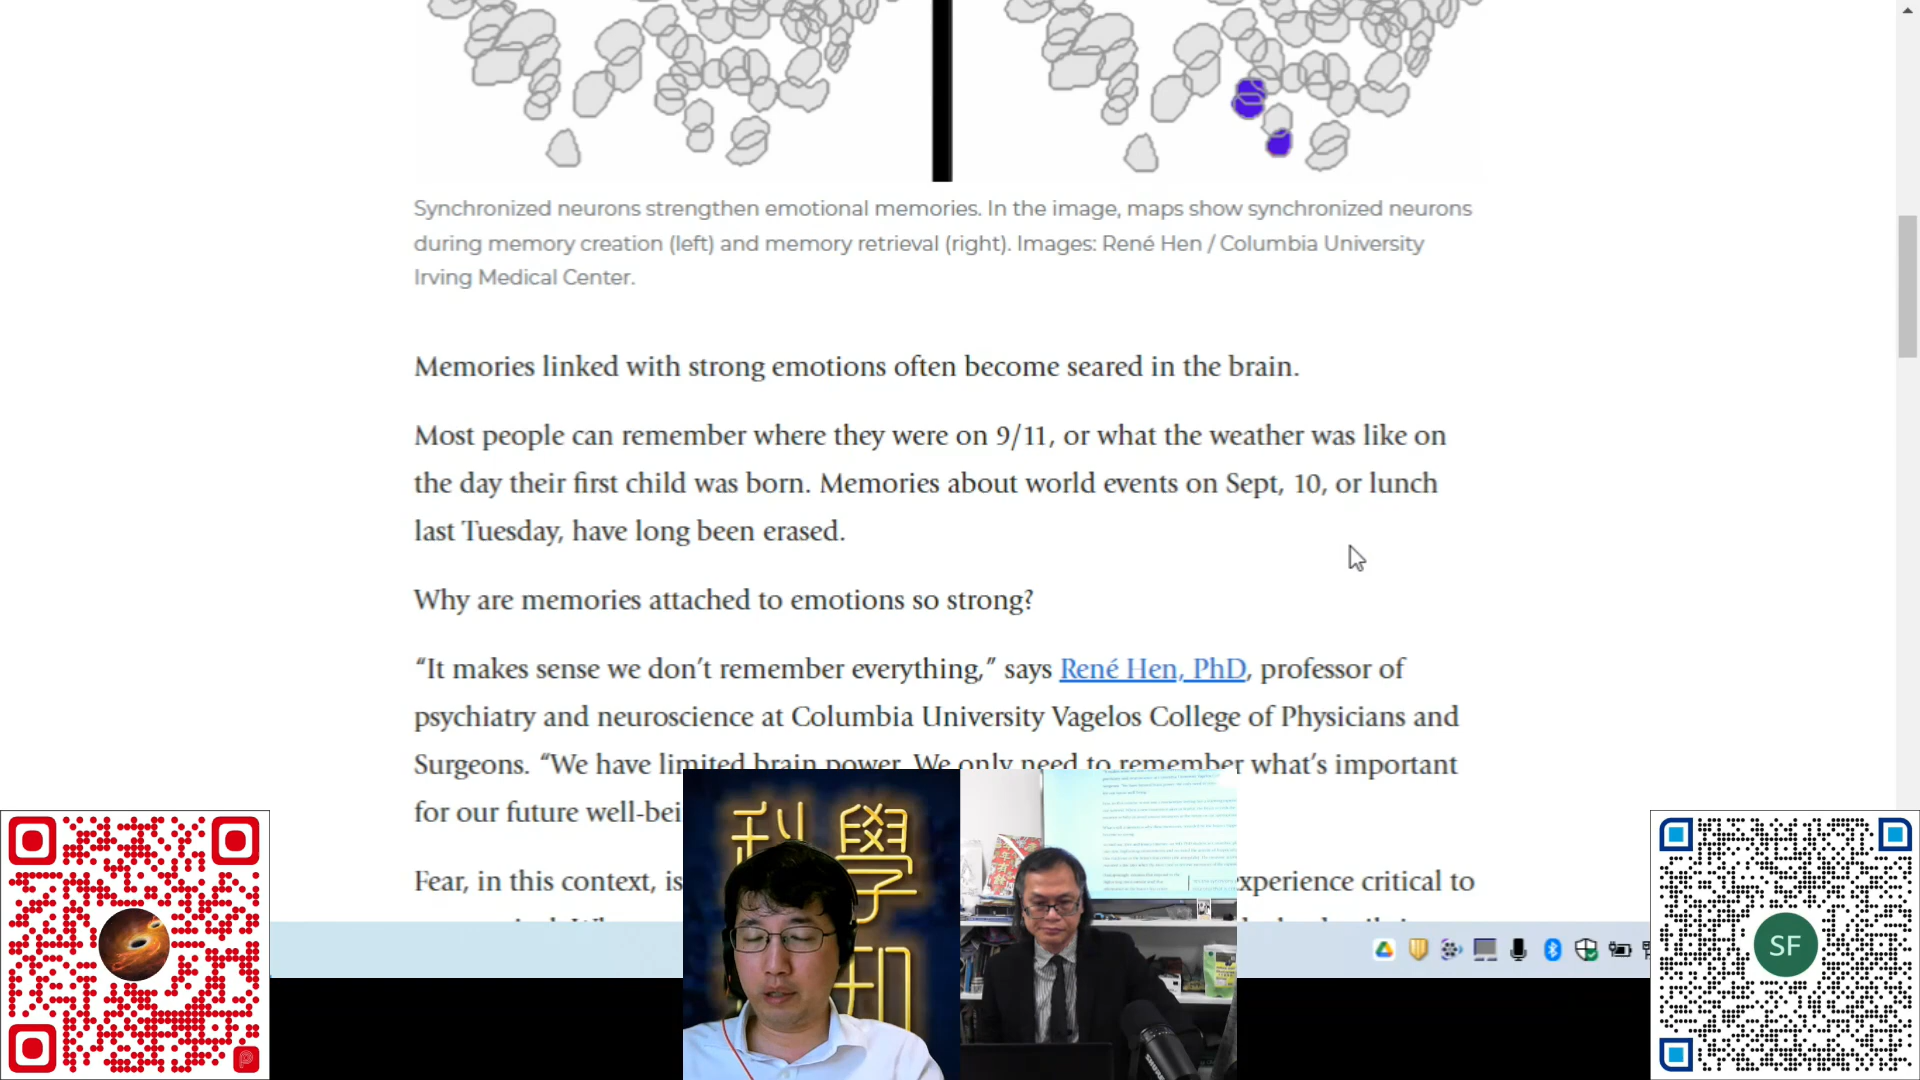 Synchronized neurons strengthen emotional memories. In the image, maps show synchronized neurons
during memory creation (left) and memory retrieval (right). Images: René Hen / Columbia University
Irving Medical Center.
Memories linked with strong emotions often become seared in the brain.
Most people can remember where they were on 9/11, or what the weather was like on
the day their first child was born. Memories about world events on Sept, 10, or lunch
last Tuesday, have long been erased.
Why are memories attached to emotions so strong?
“It makes sense we don’t remember everything,” says René Hen, PhD, professor of
psychiatry and neuroscience at Columbia University Vagelos College of Physicians and
Surgeons. “We have limited brain power. We only need to remember what’s important
for our future well-bei
Fear, in this context, is
xperience critical to
科學
SF